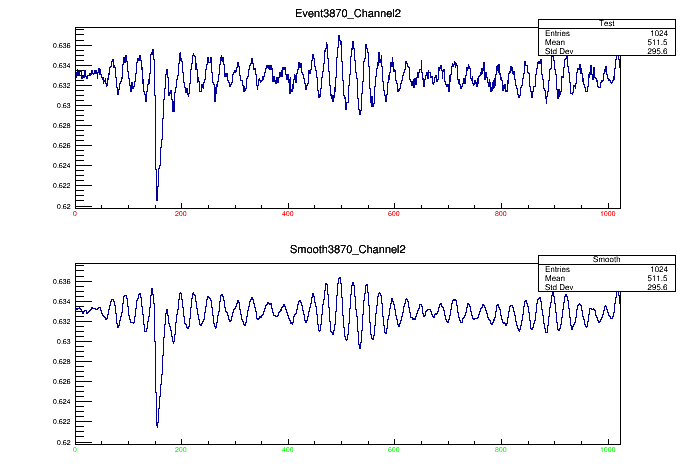 Event3870_Channel2
Test
Entries 1024
Mean 511.5
Std Dev 295.6
0.636
0.634
0.632
0.63
0.628
0.626
0.624
0.622
0.62
0 200 400 600 800 1000
Smooth3870_Channel2
Smooth
Entries 1024
Mean 511.5
Std Dev 295.6
0.636
0.634
0.632
0.63
0.628
0.626
0.624
0.622
0.62
0 200 400 600 800 1000